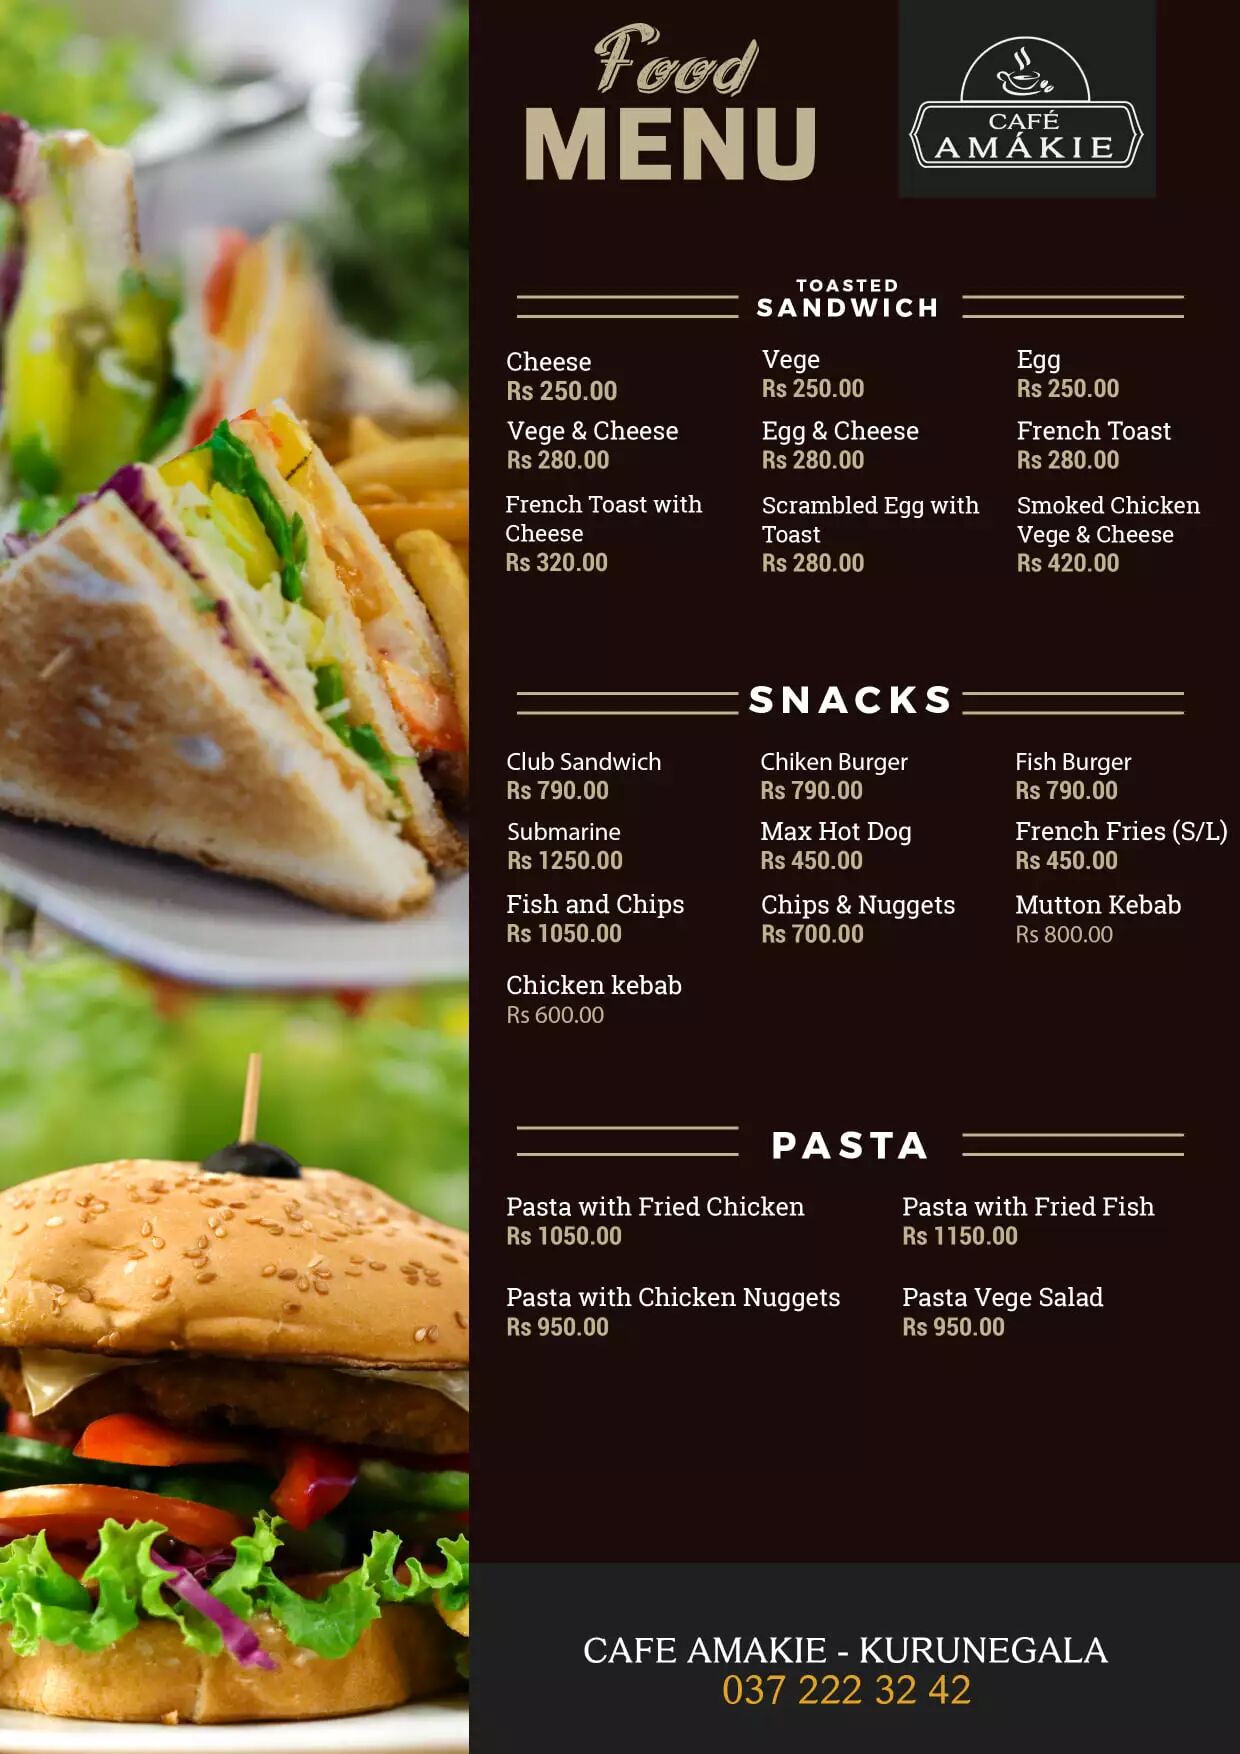 Food
MENU
CAFÉ
AMÁKIE
TOASTED
SANDWICH
Cheese
Rs 250.00
Vege
Rs 250.00
Egg
Rs 250.00
Vege & Cheese
Rs 280.00
Egg & Cheese
Rs 280.00
French Toast
Rs 280.00
French Toast with
Cheese
Rs 320.00
Scrambled Egg with
Toast
Rs 280.00
Smoked Chicken
Vege & Cheese
Rs 420.00
SNACKS
Club Sandwich
Rs 790.00
Chiken Burger
Rs 790.00
Fish Burger
Rs 790.00
Submarine
Rs 1250.00
Max Hot Dog
Rs 450.00
French Fries (S/L)
Rs 450.00
Fish and Chips
Rs 1050.00
Chips & Nuggets
Rs 700.00
Mutton Kebab
Rs 800.00
Chicken kebab
Rs 600.00
PASTA
Pasta with Fried Chicken
Rs 1050.00
Pasta with Fried Fish
Rs 1150.00
Pasta with Chicken Nuggets
Rs 950.00
Pasta Vege Salad
Rs 950.00
CAFE AMAKIE - KURUNEGALA
037 222 32 42